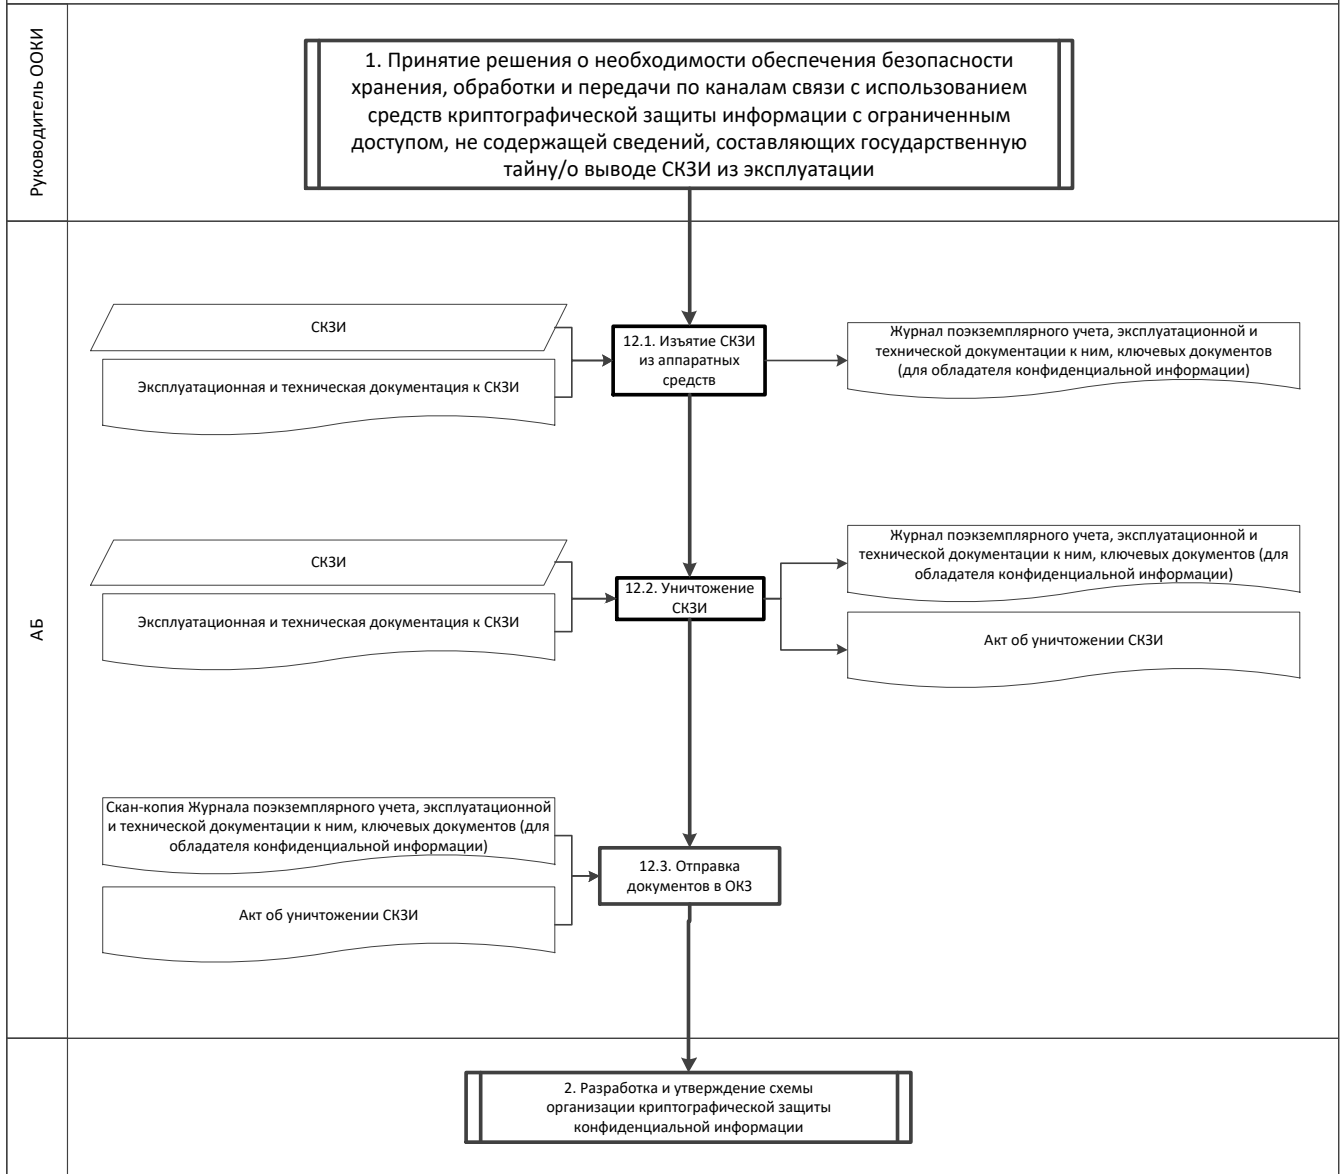 Руководитель ООКИ
1. Принятие решения о необходимости обеспечения безопасности
хранения, обработки и передачи по каналам связи с использованием
средств криптографической защиты информации с ограниченным
доступом, не содержащей сведений, составляющих государственную
тайну/о выводе СКЗИ из эксплуатации
АБ
СКЗИ
Эксплуатационная и техническая документация к СКЗИ
12.1. Изъятие СКЗИ
из аппаратных
средств
Журнал поэкземплярного учета, эксплуатационной и
технической документации к ним, ключевых документов
(для обладателя конфиденциальной информации)
СКЗИ
Эксплуатационная и техническая документация к СКЗИ
12.2. Уничтожение
СКЗИ
Журнал поэкземплярного учета, эксплуатационной и
технической документации к ним, ключевых документов (для
обладателя конфиденциальной информации)
Акт об уничтожении СКЗИ
Скан-копия Журнала поэкземплярного учета, эксплуатационной
и технической документации к ним, ключевых документов (для
обладателя конфиденциальной информации)
Акт об уничтожении СКЗИ
12.3. Отправка
документов в ОКЗ
2. Разработка и утверждение схемы
организации криптографической защиты
конфиденциальной информации